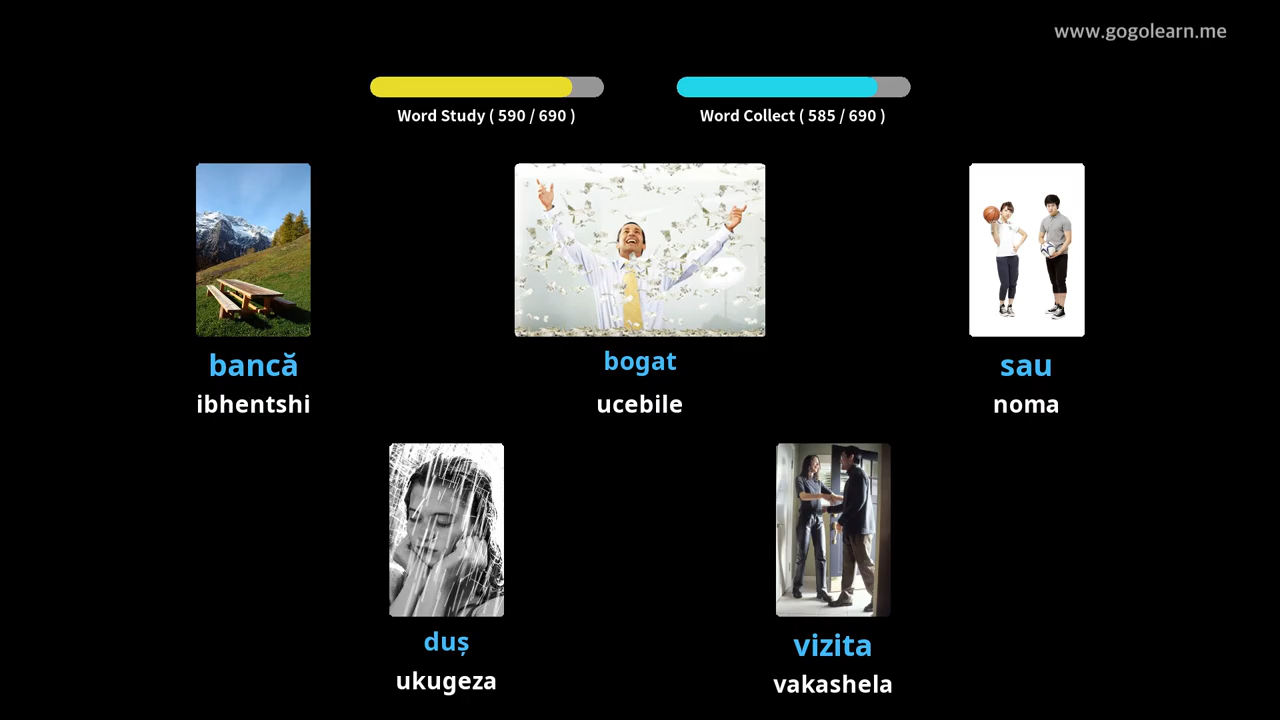 www.gogolearn.me
Word Study ( 590 / 690 )
Word Collect ( 585 / 690 )
bancă
ibhentshi
bogat
ucebile
sau
noma
duș
ukugeza
vizita
vakashela